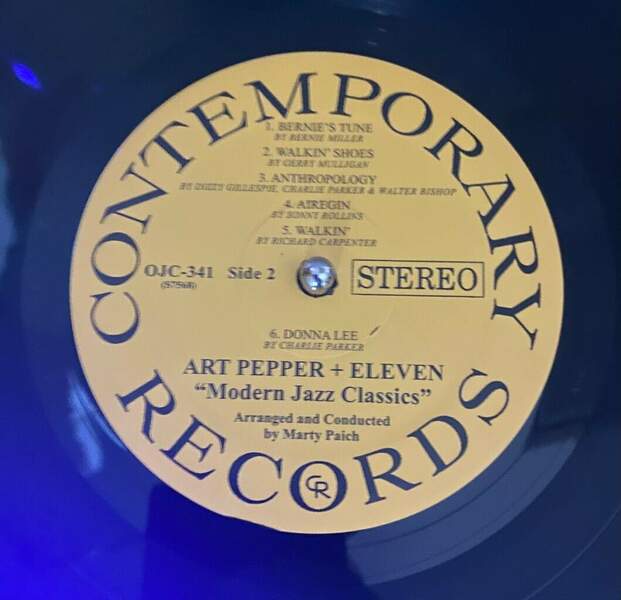 CONTEMPORARY
1. BERNIE'S TUNE
BY BERNIE MILLER
2. WALKIN' SHOES
BY GERRY MULLIGAN
3. ANTHROPOLOGY
BY DIZZY GILLESPIE, CHARLIE PARKER & WALTER BISHOP
4. AIREGIN
BY SONNY ROLLINS
5. WALKIN'
BY RICHARD CARPENTER
OJC-341 Side 2 STEREO
(S7568)
6. DONNA LEE
BY CHARLIE PARKER
ART PEPPER + ELEVEN
"Modern Jazz Classics"
Arranged and Conducted
by Marty Paich
CR
RECORDS